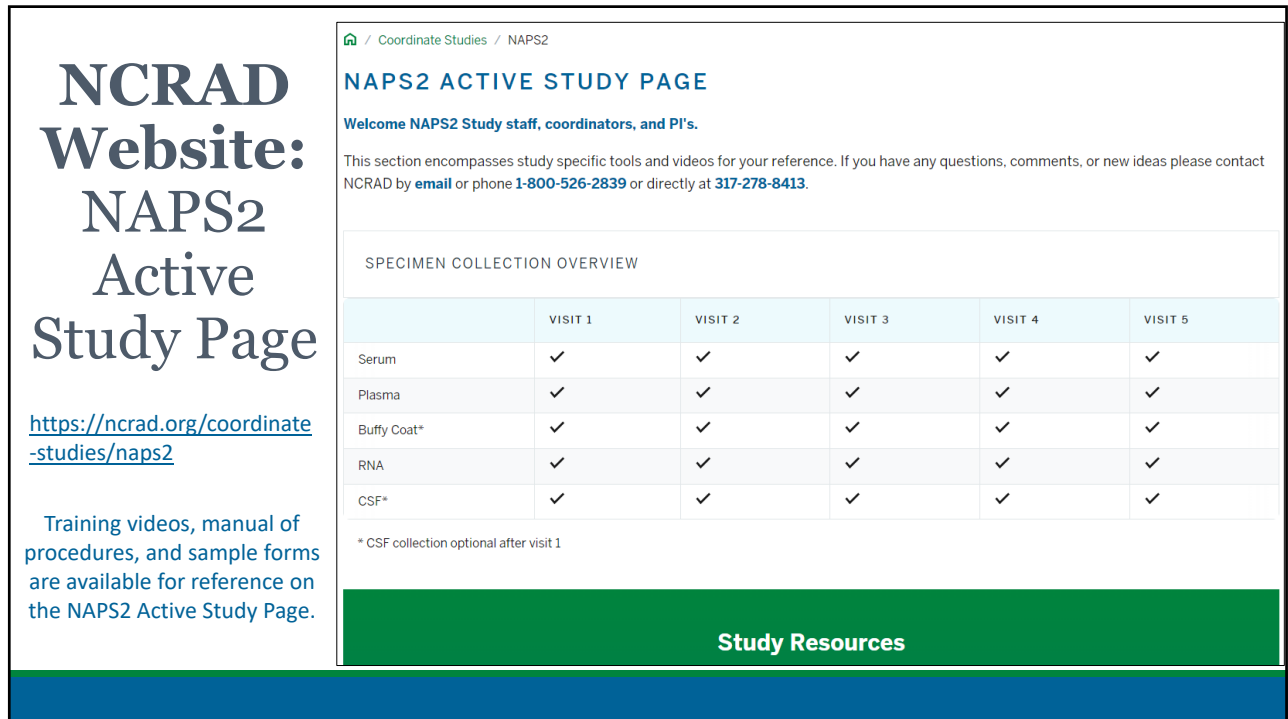 NCRAD
Website:
NAPS2
Active
Study Page
https://ncrad.org/coordinate
-studies/naps2
Training videos, manual of
procedures, and sample forms
are available for reference on
the NAPS2 Active Study Page.
/ Coordinate Studies / NAPS2
NAPS2 ACTIVE STUDY PAGE
Welcome NAPS2 Study staff, coordinators, and PI's.
This section encompasses study specific tools and videos for your reference. If you have any questions, comments, or new ideas please contact
NCRAD by email or phone 1-800-526-2839 or directly at 317-278-8413.
SPECIMEN COLLECTION OVERVIEW
VISIT 1 VISIT 2 VISIT 3 VISIT 4 VISIT 5
Serum ✓ ✓ ✓ ✓ ✓
Plasma ✓ ✓ ✓ ✓ ✓
Buffy Coat* ✓ ✓ ✓ ✓ ✓
RNA ✓ ✓ ✓ ✓ ✓
CSF* ✓ ✓ ✓ ✓ ✓
* CSF collection optional after visit 1
Study Resources